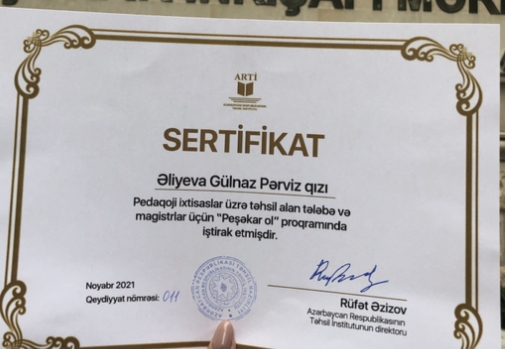 ARTİ
SERTİFİKAT
Əliyeva Gülnaz Pərviz qızı
Pedaqoji ixtisaslar üzrə təhsil alan tələbə və
magistrlar üçün "Peşəkar ol" proqramında
iştirak etmişdir.
Noyabr 2021
Qeydiyyat nömrəsi: 011
Rüfət Əzizov
Azərbaycan Respublikasının
Təhsil İnstitutunun direktoru